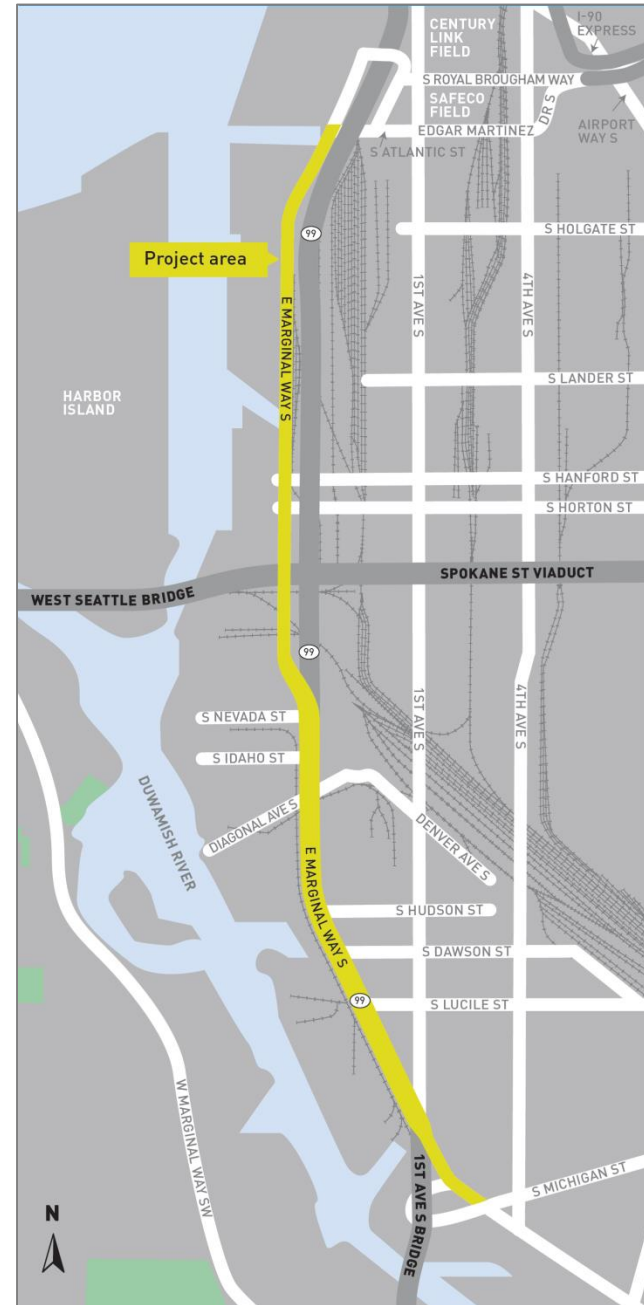 CENTURY
LINK
FIELD
I-90
EXPRESS
S ROYAL BROUGHAM WAY
SAFECO
FIELD
EDGAR MARTINEZ
DR S
AIRPORT
WAY S
S ATLANTIC ST
99
S HOLGATE ST
Project area
E MARGINAL WAY S
1ST AVE S
4TH AVE S
S LANDER ST
HARBOR
ISLAND
S HANFORD ST
S HORTON ST
SPOKANE ST VIADUCT
WEST SEATTLE BRIDGE
99
S NEVADA ST
1ST AVE S
4TH AVE S
S IDAHO ST
DUWAMISH RIVER
DIAGONAL AVE S
DENVER AVE S
E MARGINAL WAY S
S HUDSON ST
S DAWSON ST
99
S LUCILE ST
W MARGINAL WAY SW
1ST AVE S BRIDGE
S MICHIGAN ST
N